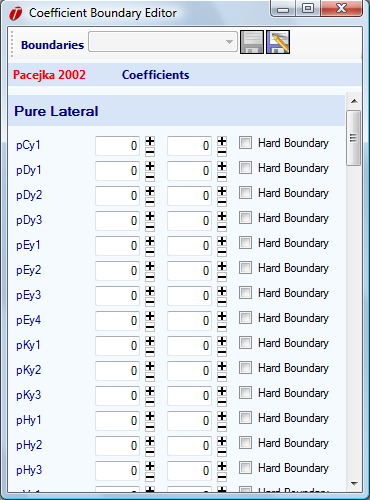 Coefficient Boundary Editor
Boundaries
Pacejka 2002 Coefficients
Pure Lateral
pCy1 0 0 Hard Boundary
pDy1 0 0 Hard Boundary
pDy2 0 0 Hard Boundary
pDy3 0 0 Hard Boundary
pEy1 0 0 Hard Boundary
pEy2 0 0 Hard Boundary
pEy3 0 0 Hard Boundary
pEy4 0 0 Hard Boundary
pKy1 0 0 Hard Boundary
pKy2 0 0 Hard Boundary
pKy3 0 0 Hard Boundary
pHy1 0 0 Hard Boundary
pHy2 0 0 Hard Boundary
pHy3 0 0 Hard Boundary